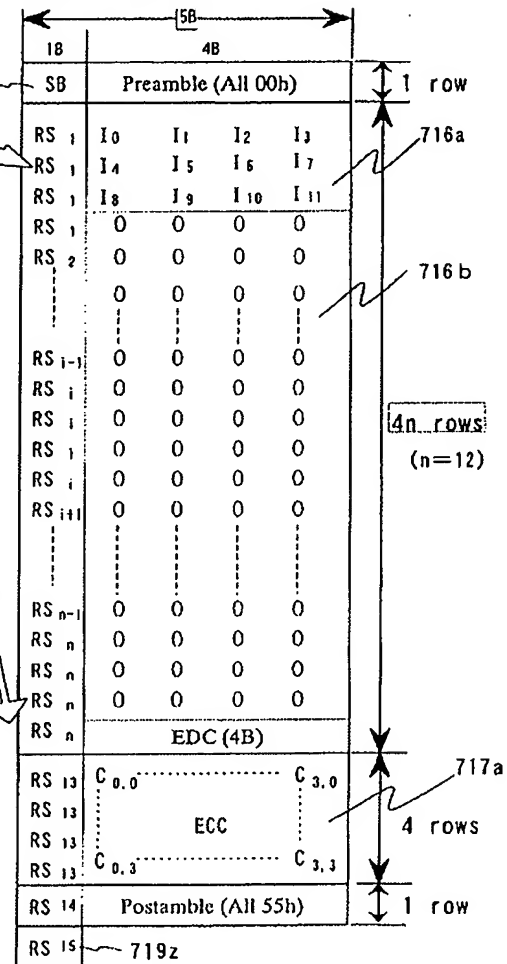 5B
1B 4B
SB Preamble (All 00h) 1 row
RS 1 I0 I1 I2 I3 716a
RS 1 I4 I5 I6 I7
RS 1 I8 I9 I10 I11
RS 1 0 0 0 0
RS 2 0 0 0 0 716b
0 0 0 0
RS i-1 0 0 0 0
RS i 0 0 0 0
RS i 0 0 0 0 4n rows
RS i 0 0 0 0 (n=12)
RS i 0 0 0 0
RS i+1 0 0 0 0
RS n-1 0 0 0 0
RS n 0 0 0 0
RS n 0 0 0 0
RS n 0 0 0 0
RS n EDC (4B)
RS 13 C 0,0 C 3,0 717a
RS 13 ECC 4 rows
RS 13
RS 13 C 0,3 C 3,3
RS 14 Postamble (All 55h) 1 row
RS 15 719z